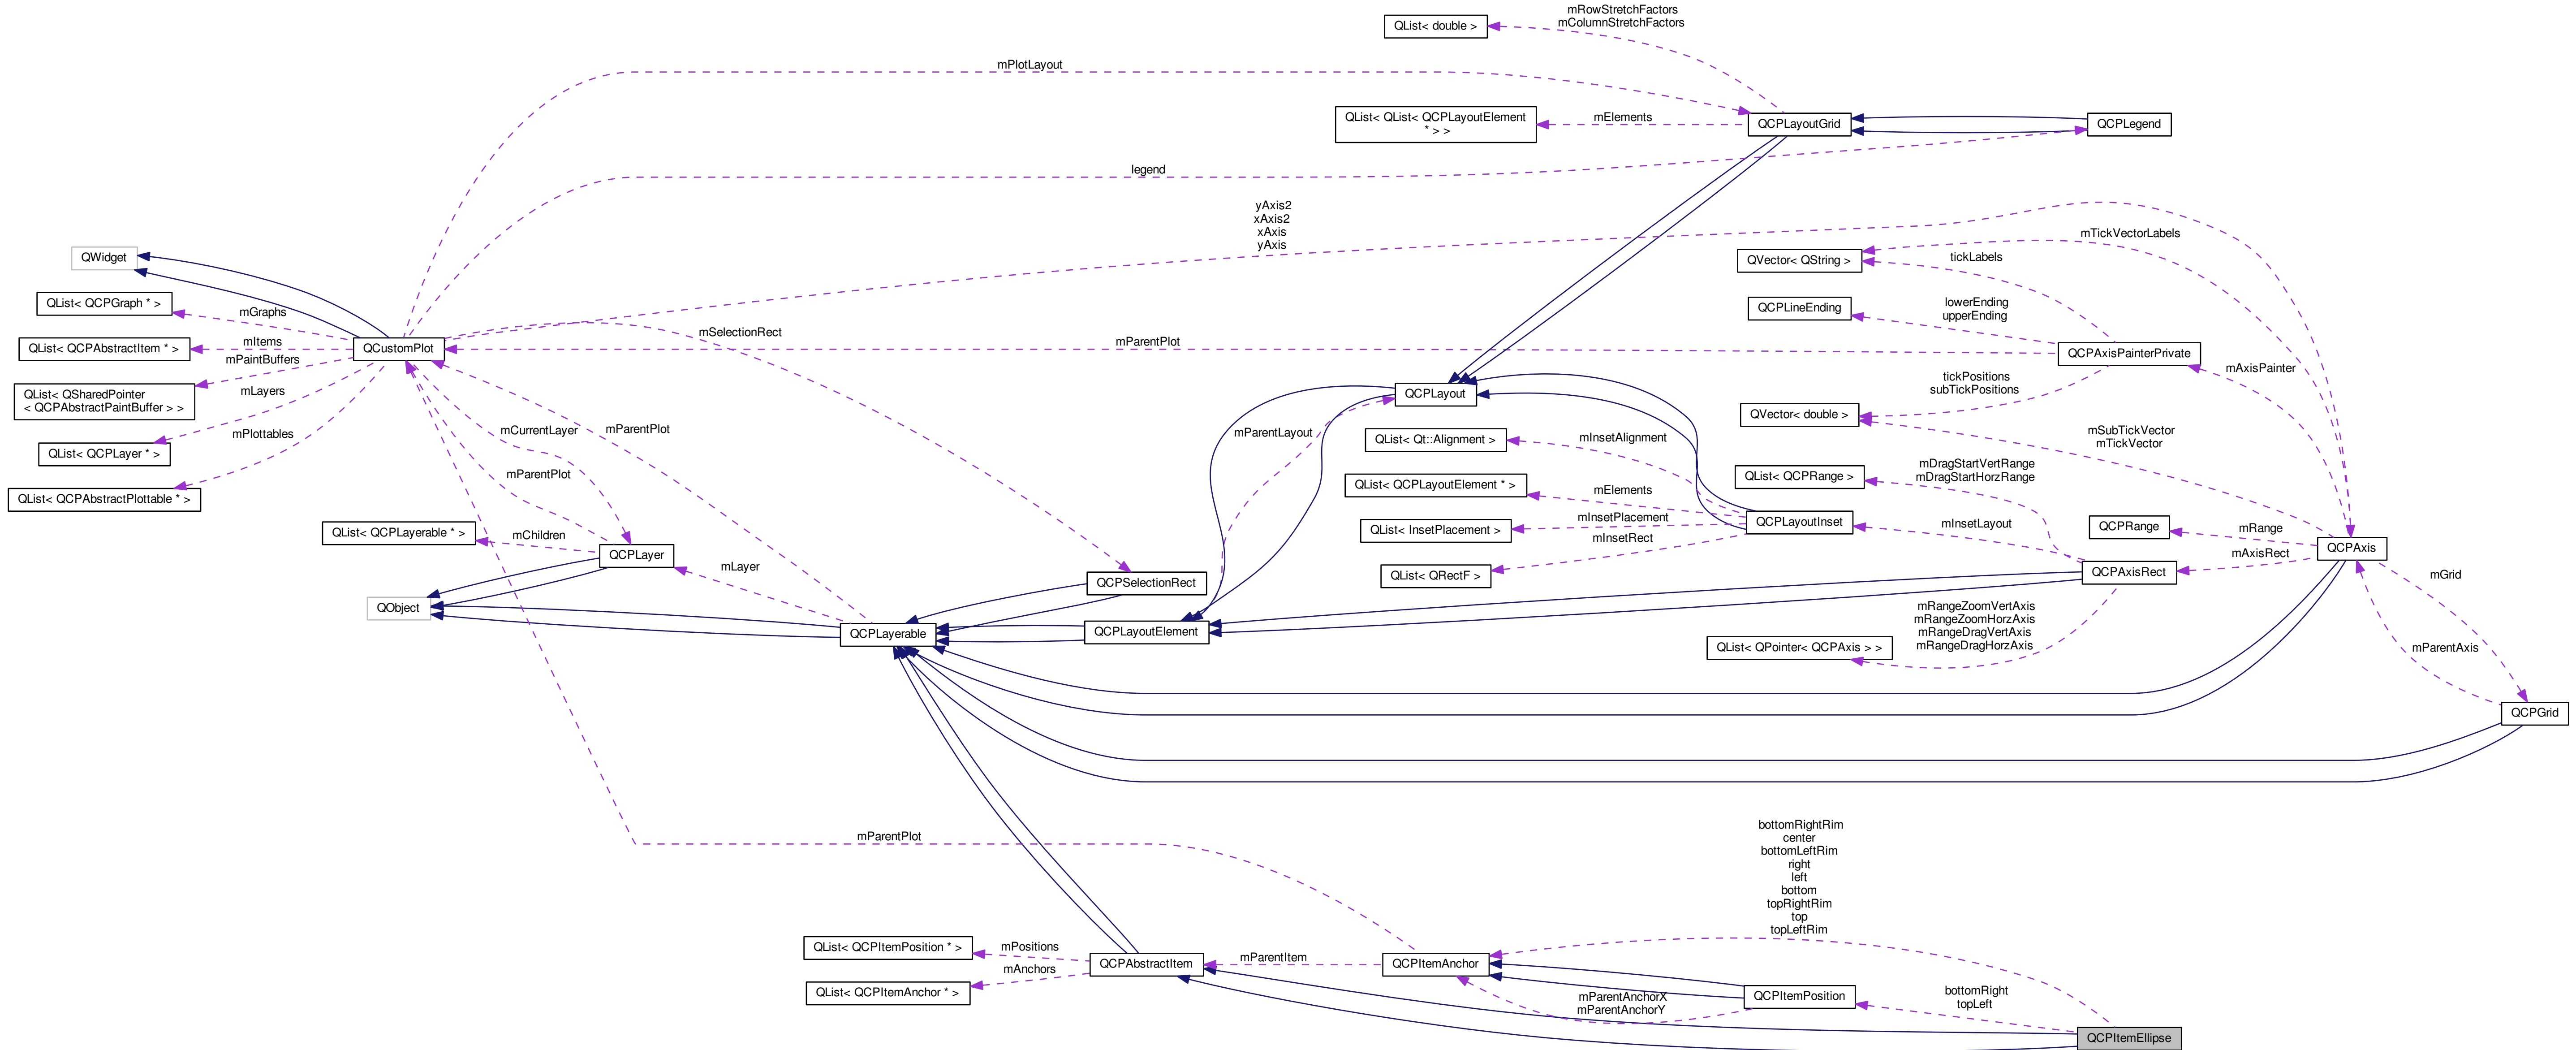 mRowStretchFactors
mColumnStretchFactors
QList< double >
mPlotLayout
QList< QList< QCPLayoutElement
* > >
mElements
QCPLayoutGrid
QCPLegend
legend
yAxis2
xAxis2
xAxis
yAxis
mTickVectorLabels
QWidget
QVector< QString >
tickLabels
QList< QCPGraph * >
mGraphs
QCPLineEnding
lowerEnding
upperEnding
mSelectionRect
QList< QCPAbstractItem * >
mItems
QCustomPlot
mParentPlot
QCPAxisPainterPrivate
mPaintBuffers
mAxisPainter
QList< QSharedPointer
< QCPAbstractPaintBuffer > >
mLayers
QCPLayout
tickPositions
subTickPositions
QVector< double >
mPlottables
mCurrentLayer
mParentPlot
mParentLayout
QList< Qt::Alignment >
mInsetAlignment
mSubTickVector
mTickVector
QList< QCPLayer * >
mParentPlot
QList< QCPRange >
mDragStartVertRange
mDragStartHorzRange
QList< QCPLayoutElement * >
mElements
QList< QCPAbstractPlottable * >
QList< QCPLayerable * >
mChildren
QList< InsetPlacement >
mInsetPlacement
QCPLayoutInset
mInsetLayout
QCPRange
mRange
mInsetRect
QCPLayer
QCPAxis
mAxisRect
mLayer
QCPSelectionRect
QList< QRectF >
QCPAxisRect
mGrid
QObject
QCPLayerable
QCPLayoutElement
mRangeZoomVertAxis
mRangeZoomHorzAxis
mRangeDragVertAxis
mRangeDragHorzAxis
QList< QPointer< QCPAxis > >
mParentAxis
QCPGrid
mParentPlot
bottomRightRim
center
bottomLeftRim
right
left
bottom
topRightRim
top
topLeftRim
QList< QCPItemPosition * >
mPositions
QCPAbstractItem
mParentItem
QCPItemAnchor
mAnchors
QList< QCPItemAnchor * >
mParentAnchorX
mParentAnchorY
QCPItemPosition
bottomRight
topLeft
QCPItemEllipse